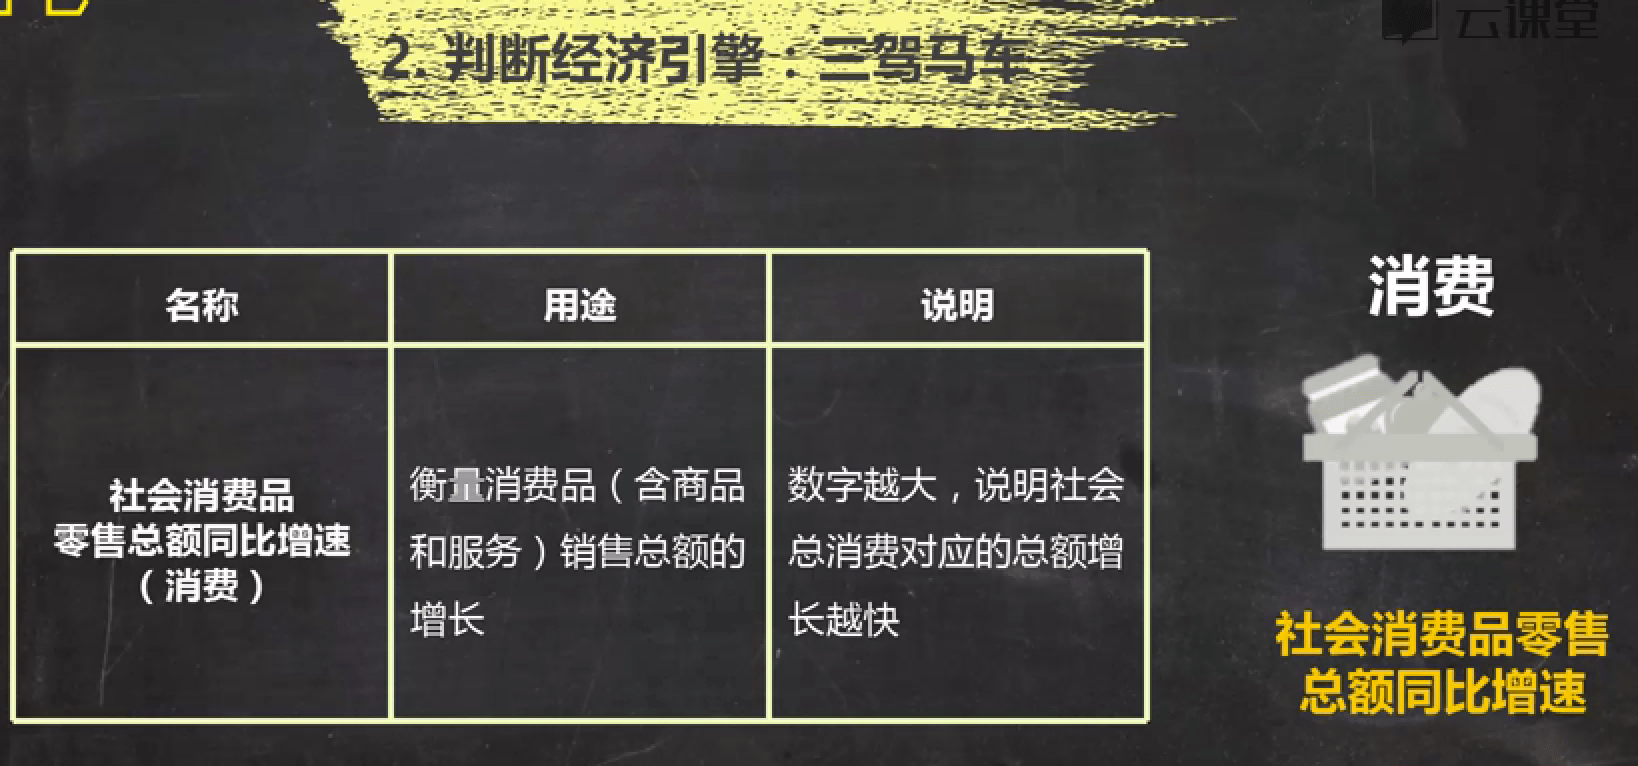 云课堂
2. 判断经济引擎：三驾马车
名称
用途
说明
社会消费品
零售总额同比增速
（消费）
衡量消费品（含商品
和服务）销售总额的
增长
数字越大，说明社会
总消费对应的总额增
长越快
消费
社会消费品零售
总额同比增速